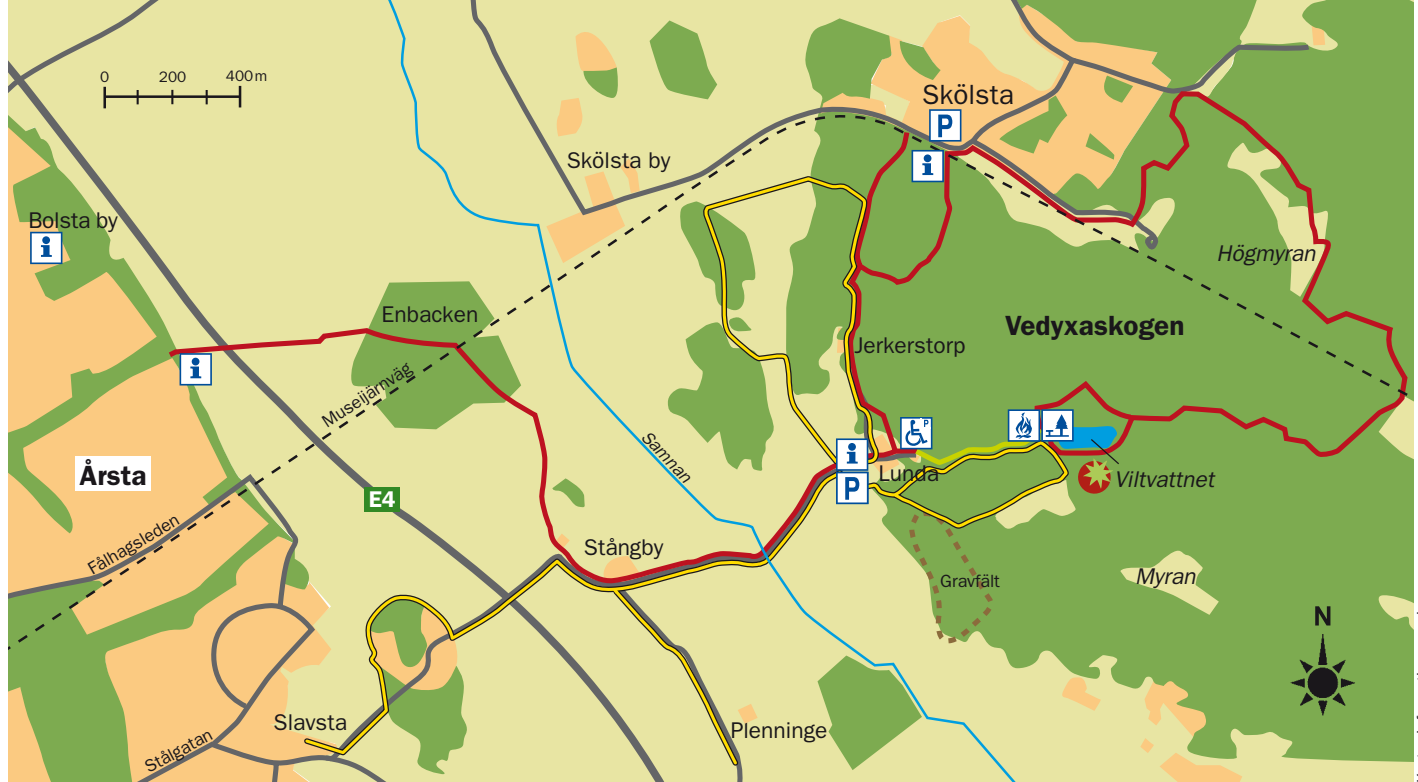 0 200 400 m
Skölsta
P
i
Skölsta by
Bolsta by
i
Högmyran
Enbacken
Vedyxaskogen
Jerkerstorp
i
Museijärnväg
P
Samnan
i
Lunda
P
Årsta
Viltvattnet
E4
Fålhagsleden
Stångby
Gravfält
Myran
N
Slavsta
Plenninge
Stålgatan